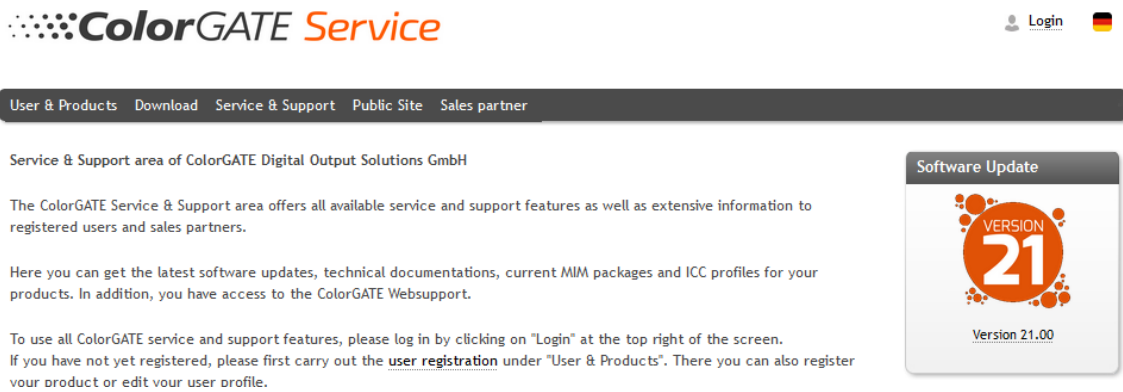 ColorGATE Service
Login
User & Products Download Service & Support Public Site Sales partner
Service & Support area of ColorGATE Digital Output Solutions GmbH
The ColorGATE Service & Support area offers all available service and support features as well as extensive information to
registered users and sales partners.
Here you can get the latest software updates, technical documentations, current MIM packages and ICC profiles for your
products. In addition, you have access to the ColorGATE Websupport.
To use all ColorGATE service and support features, please log in by clicking on "Login" at the top right of the screen.
If you have not yet registered, please first carry out the user registration under "User & Products". There you can also register
your product or edit your user profile.
Software Update
VERSION
21
Version 21.00